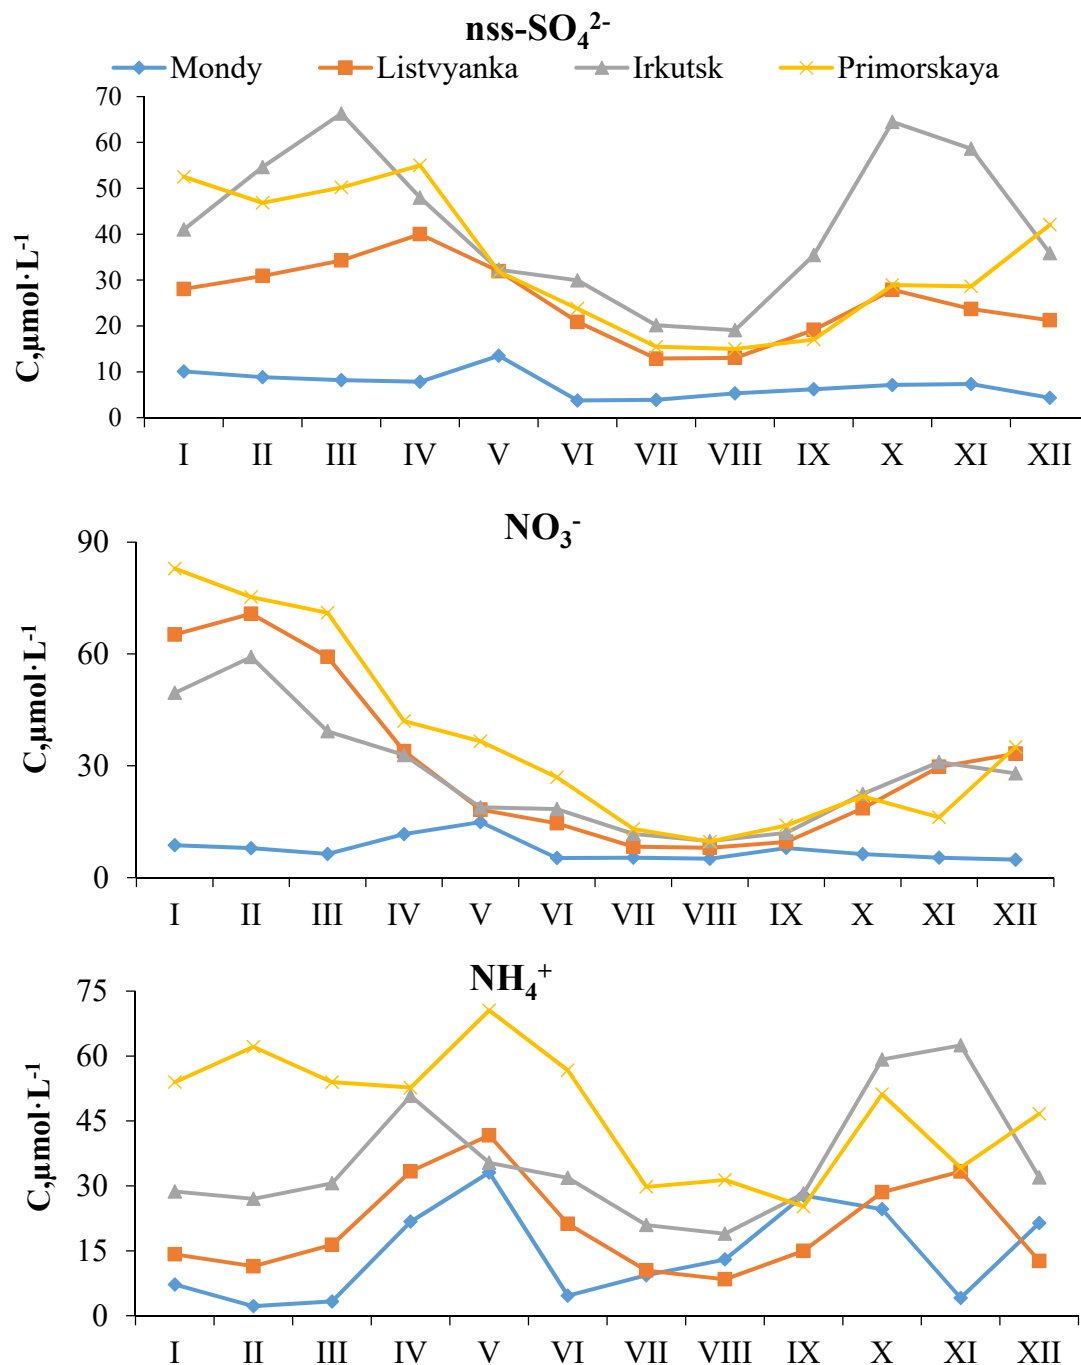 nss-SO₄²⁻
Mondy Listvyanka Irkutsk Primorskaya
70
60
50
40
30
20
10
0
C,µmol·L⁻¹
I II III IV V VI VII VIII IX X XI XII
NO₃⁻
90
60
30
0
C,µmol·L⁻¹
I II III IV V VI VII VIII IX X XI XII
NH₄⁺
75
60
45
30
15
0
C,µmol·L⁻¹
I II III IV V VI VII VIII IX X XI XII